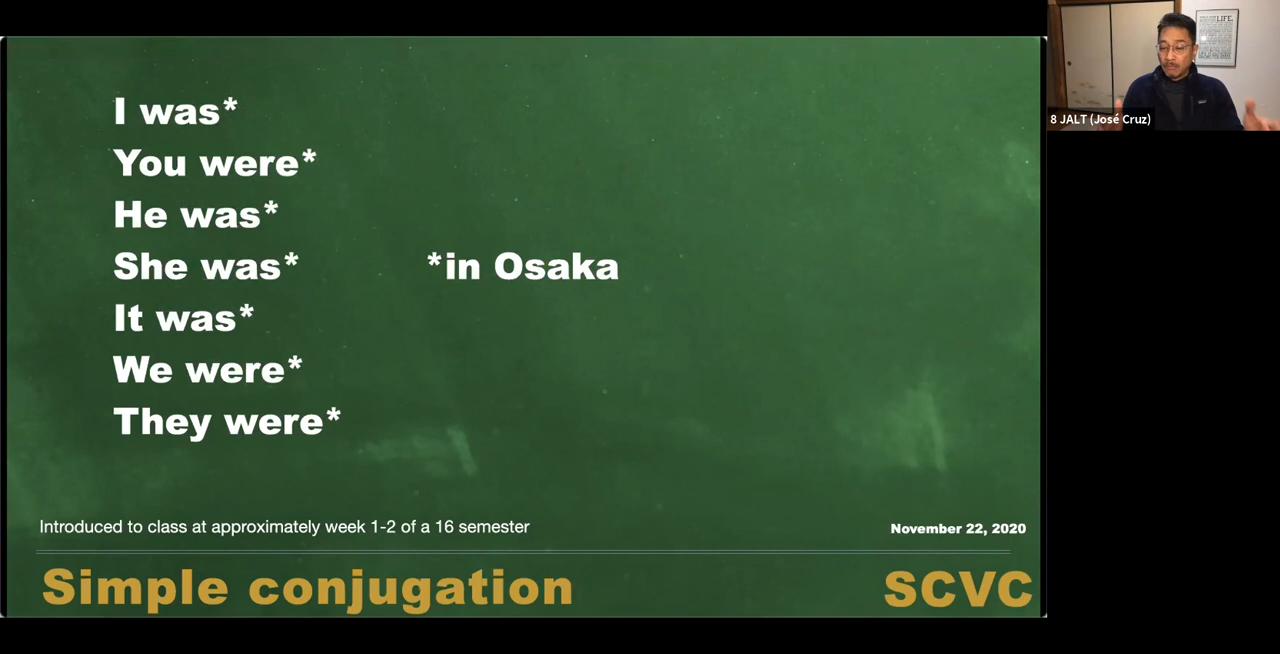 I was*
You were*
He was*
She was*
*in Osaka
It was*
We were*
They were*
Introduced to class at approximately week 1-2 of a 16 semester
November 22, 2020
Simple conjugation
SCVC
LIFE.
8 JALT (José Cruz)